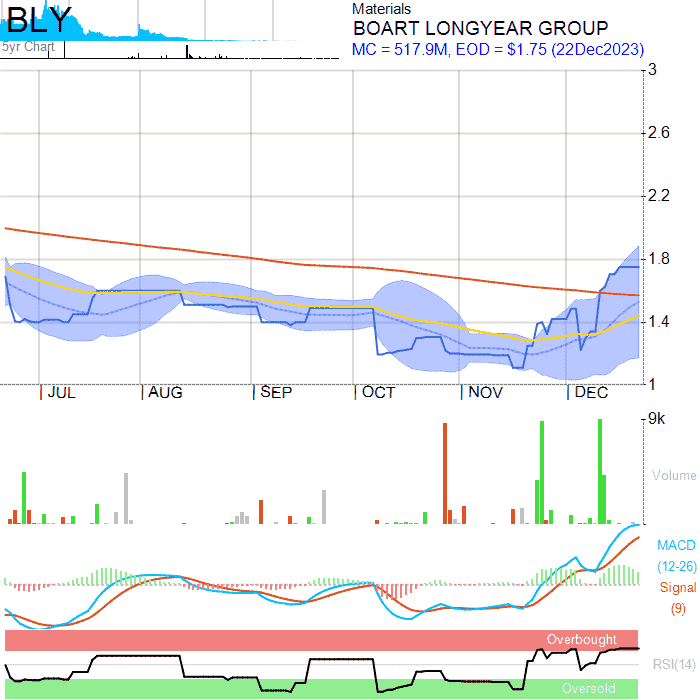 BLY
5yr Chart
Materials
BOART LONGYEAR GROUP
MC = 517.9M, EOD = $1.75 (22Dec2023)
3
2.6
2.2
1.8
1.4
1
JUL AUG SEP OCT NOV DEC
9k
Volume
MACD
(12-26)
Signal
(9)
Overbought
RSI(14)
Oversold